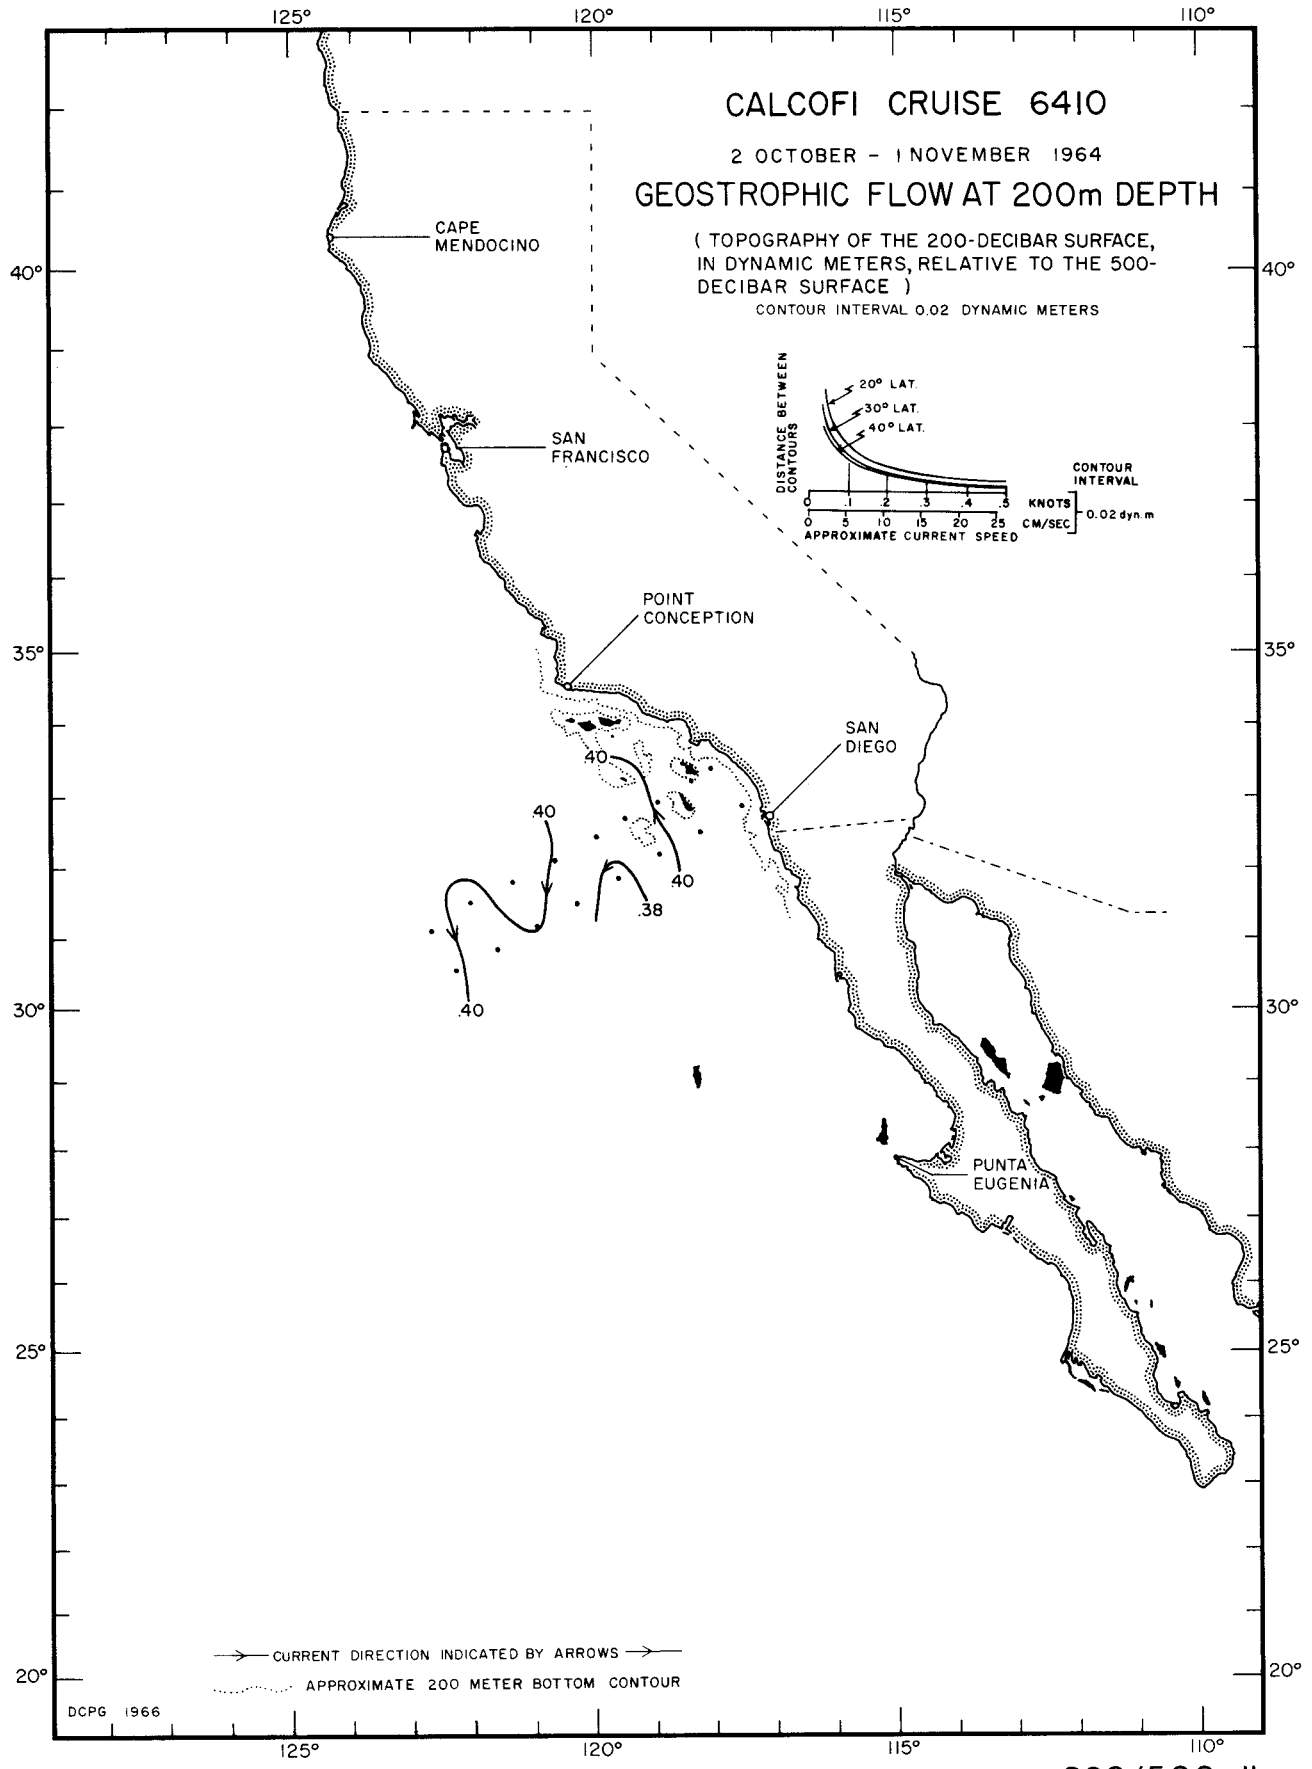 125° 120° 115° 110°
CALCOFI CRUISE 6410
2 OCTOBER – 1 NOVEMBER 1964
GEOSTROPHIC FLOW AT 200m DEPTH
( TOPOGRAPHY OF THE 200-DECIBAR SURFACE,
IN DYNAMIC METERS, RELATIVE TO THE 500-
DECIBAR SURFACE )
CONTOUR INTERVAL 0.02 DYNAMIC METERS
CAPE
MENDOCINO
40° 40°
DISTANCE BETWEEN
CONTOURS
20° LAT.
30° LAT.
40° LAT.
CONTOUR
INTERVAL
0 .1 .2 .3 .4 .5 KNOTS
0.02 dyn.m
0 5 10 15 20 25 CM/SEC
APPROXIMATE CURRENT SPEED
SAN
FRANCISCO
POINT
CONCEPTION
35° 35°
SAN
DIEGO
.40
.40
.40
.38
.40
30° 30°
PUNTA
EUGENIA
25° 25°
CURRENT DIRECTION INDICATED BY ARROWS
APPROXIMATE 200 METER BOTTOM CONTOUR
20° 20°
DCPG 1966
125° 120° 115° 110°